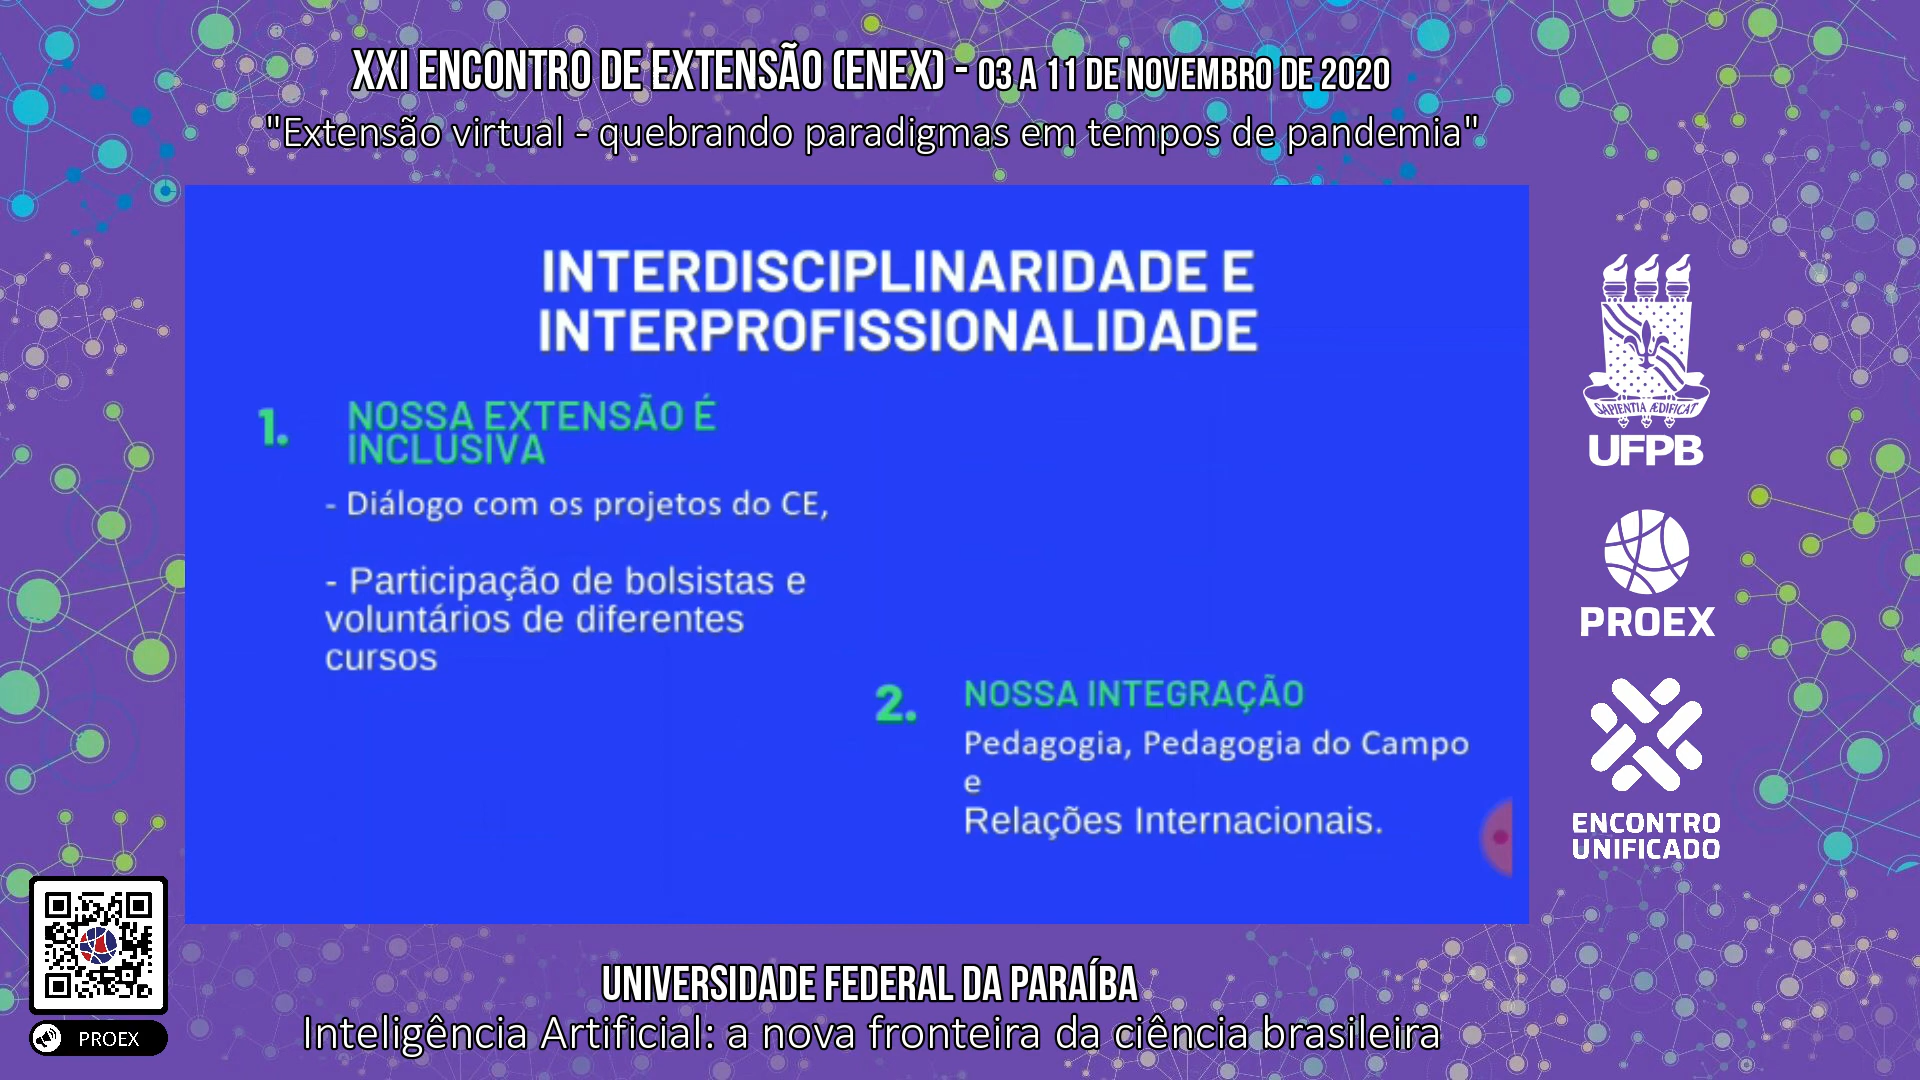 XXI ENCONTRO DE EXTENSÃO (ENEX) - 03 A 11 DE NOVEMBRO DE 2020
"Extensão virtual - quebrando paradigmas em tempos de pandemia"
INTERDISCIPLINARIDADE E
INTERPROFISSIONALIDADE
1. NOSSA EXTENSÃO É
INCLUSIVA
- Diálogo com os projetos do CE,
- Participação de bolsistas e
voluntários de diferentes
cursos
2. NOSSA INTEGRAÇÃO
Pedagogia, Pedagogia do Campo
e
Relações Internacionais.
SAPIENTIA ÆDIFICAT
UFPB
PROEX
ENCONTRO
UNIFICADO
PROEX
UNIVERSIDADE FEDERAL DA PARAÍBA
Inteligência Artificial: a nova fronteira da ciência brasileira